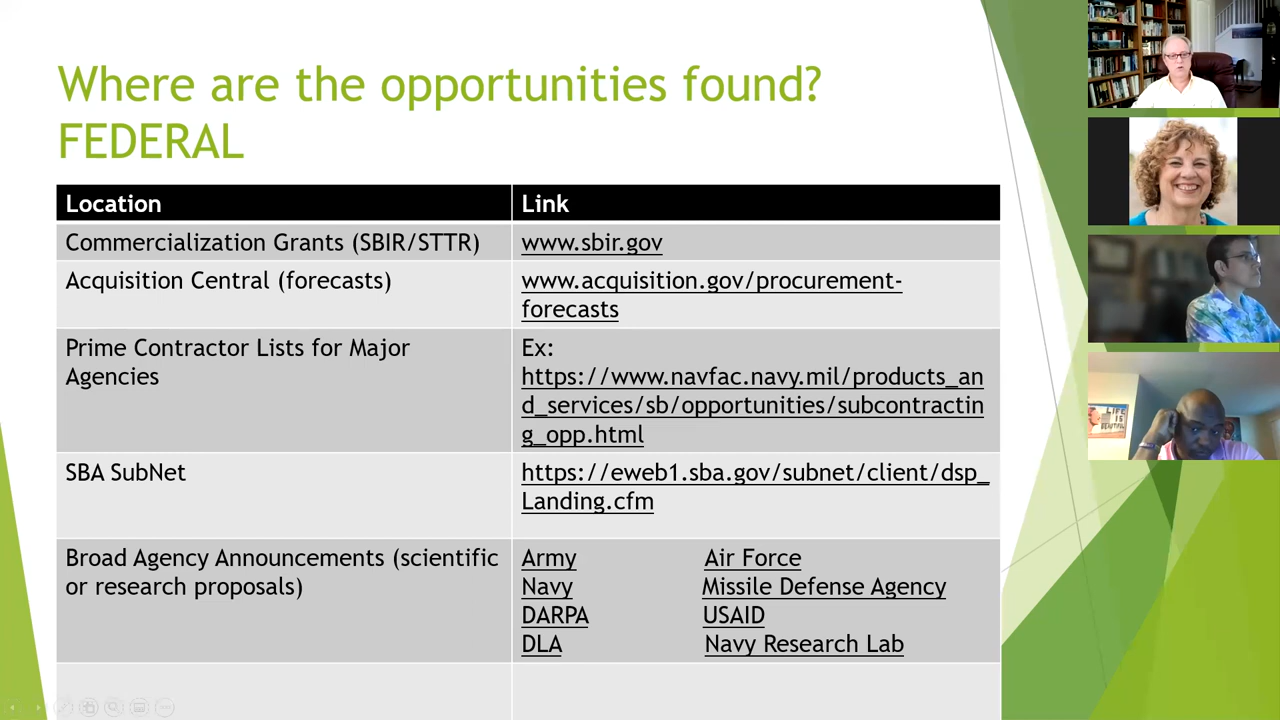 Where are the opportunities found?
FEDERAL
Location Link
Commercialization Grants (SBIR/STTR) www.sbir.gov
Acquisition Central (forecasts) www.acquisition.gov/procurement-
forecasts
Prime Contractor Lists for Major Ex:
Agencies https://www.navfac.navy.mil/products_an
d_services/sb/opportunities/subcontractin
g_opp.html
SBA SubNet https://eweb1.sba.gov/subnet/client/dsp_
Landing.cfm
Broad Agency Announcements (scientific Army Air Force
or research proposals) Navy Missile Defense Agency
DARPA USAID
DLA Navy Research Lab
LIFE
IS
BEAUTIFUL